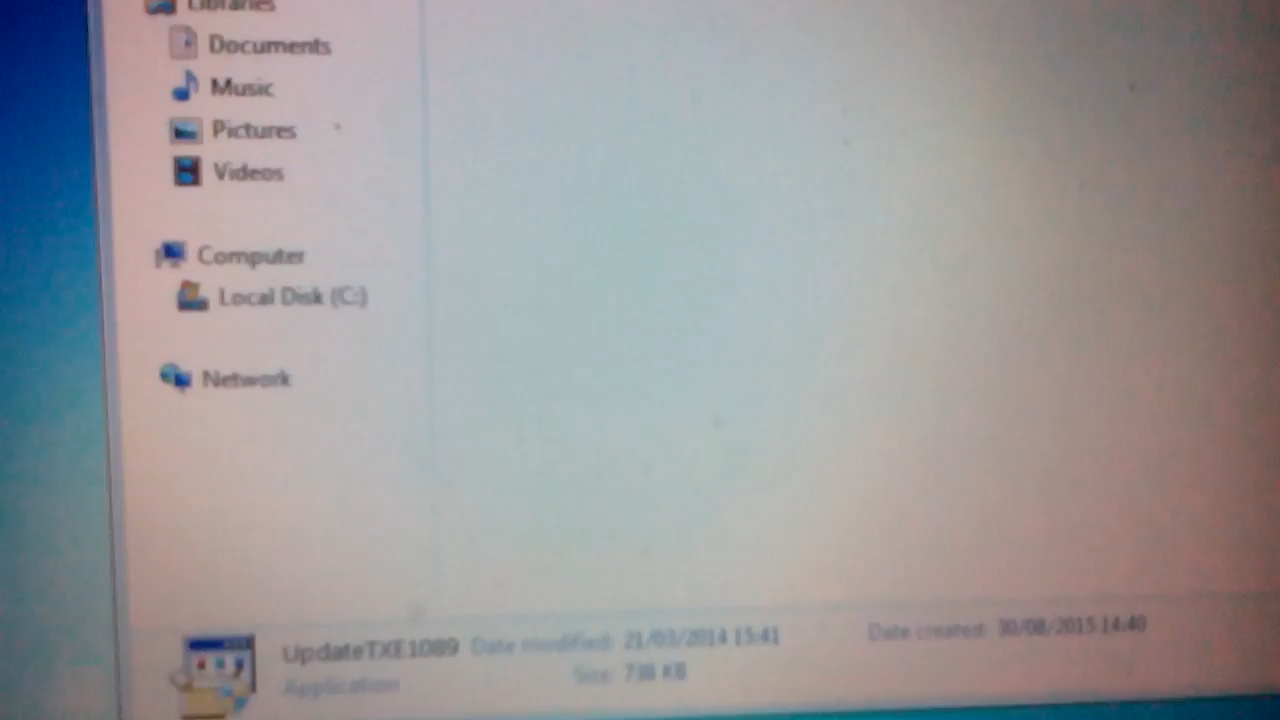 Libraries
Documents
Music
Pictures
Videos
Computer
Local Disk (C:)
Network
UpdateTXE1089 Date modified: 21/03/2014 15:41 Date created: 30/08/2015 14:40
Application Size: 738 KB